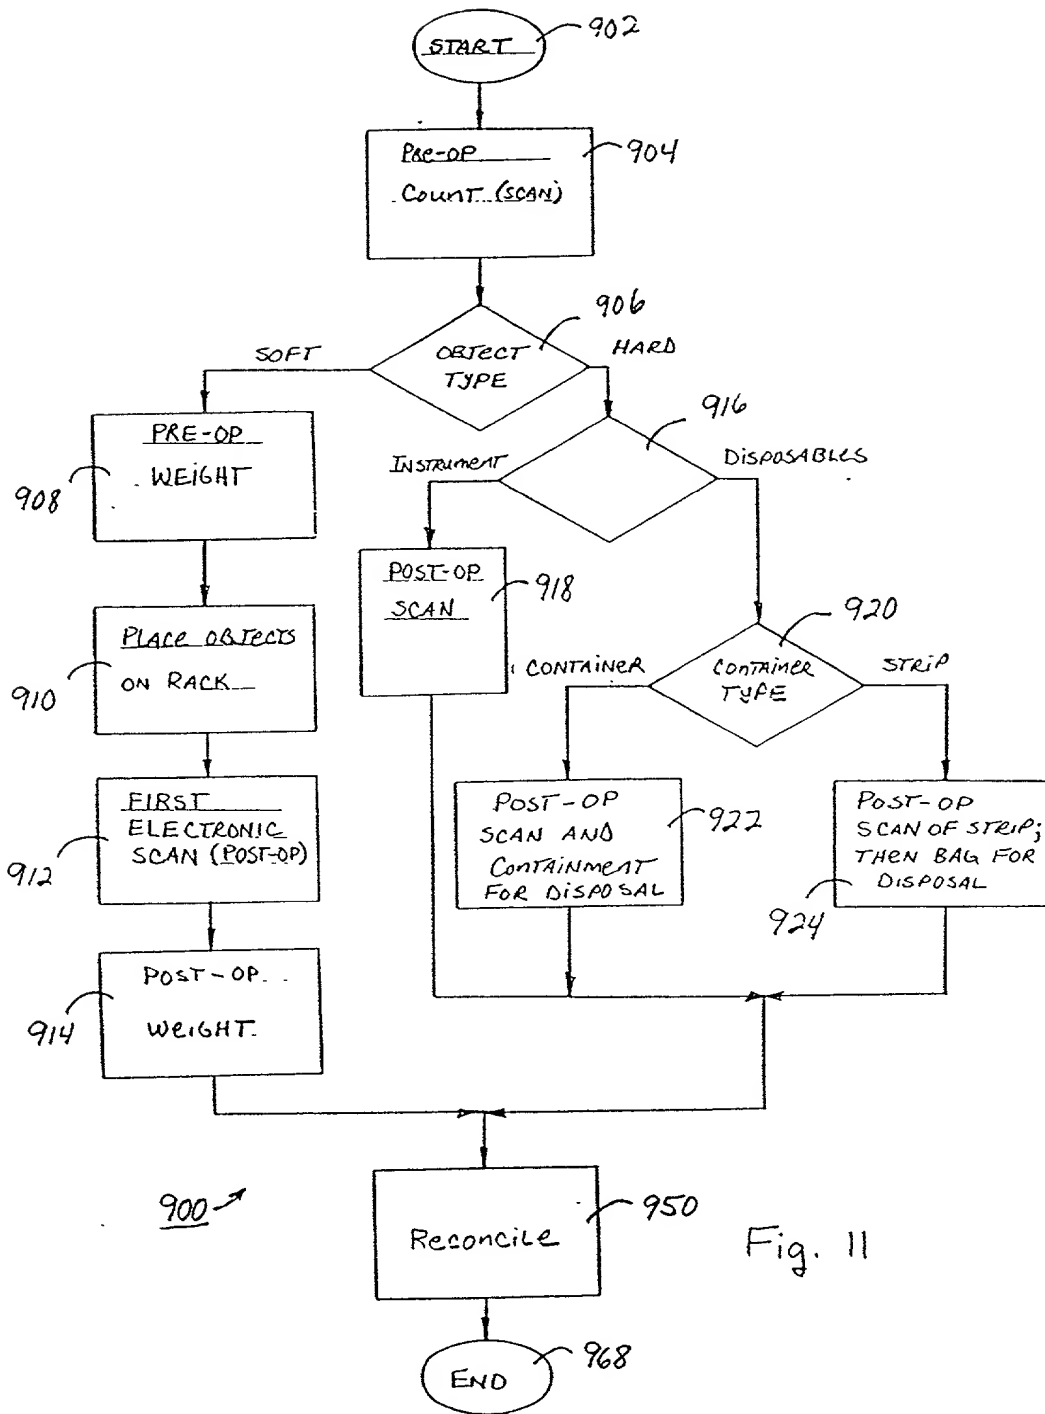 START
902
PRE-OP
COUNT (SCAN)
904
906
SOFT
OBJECT
TYPE
HARD
PRE-OP
WEIGHT
908
916
INSTRUMENT
DISPOSABLES
POST-OP
SCAN
918
920
PLACE OBJECTS
ON RACK
910
CONTAINER
CONTAINER
TYPE
STRIP
FIRST
ELECTRONIC
SCAN (POST-OP)
912
POST-OP
SCAN AND
CONTAINMENT
FOR DISPOSAL
922
POST-OP
SCAN OF STRIP;
THEN BAG FOR
DISPOSAL
924
POST-OP
WEIGHT
914
900
Reconcile
950
Fig. 11
END
968